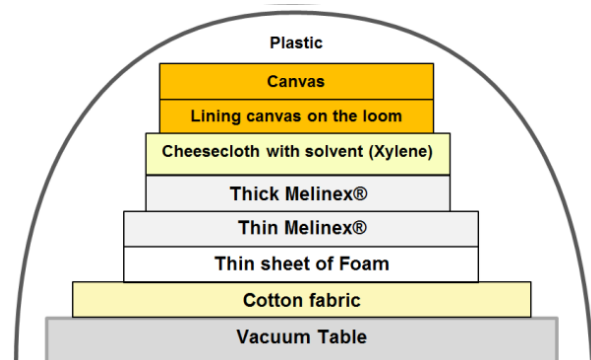 Plastic
Canvas
Lining canvas on the loom
Cheesecloth with solvent (Xylene)
Thick Melinex®
Thin Melinex®
Thin sheet of Foam
Cotton fabric
Vacuum Table